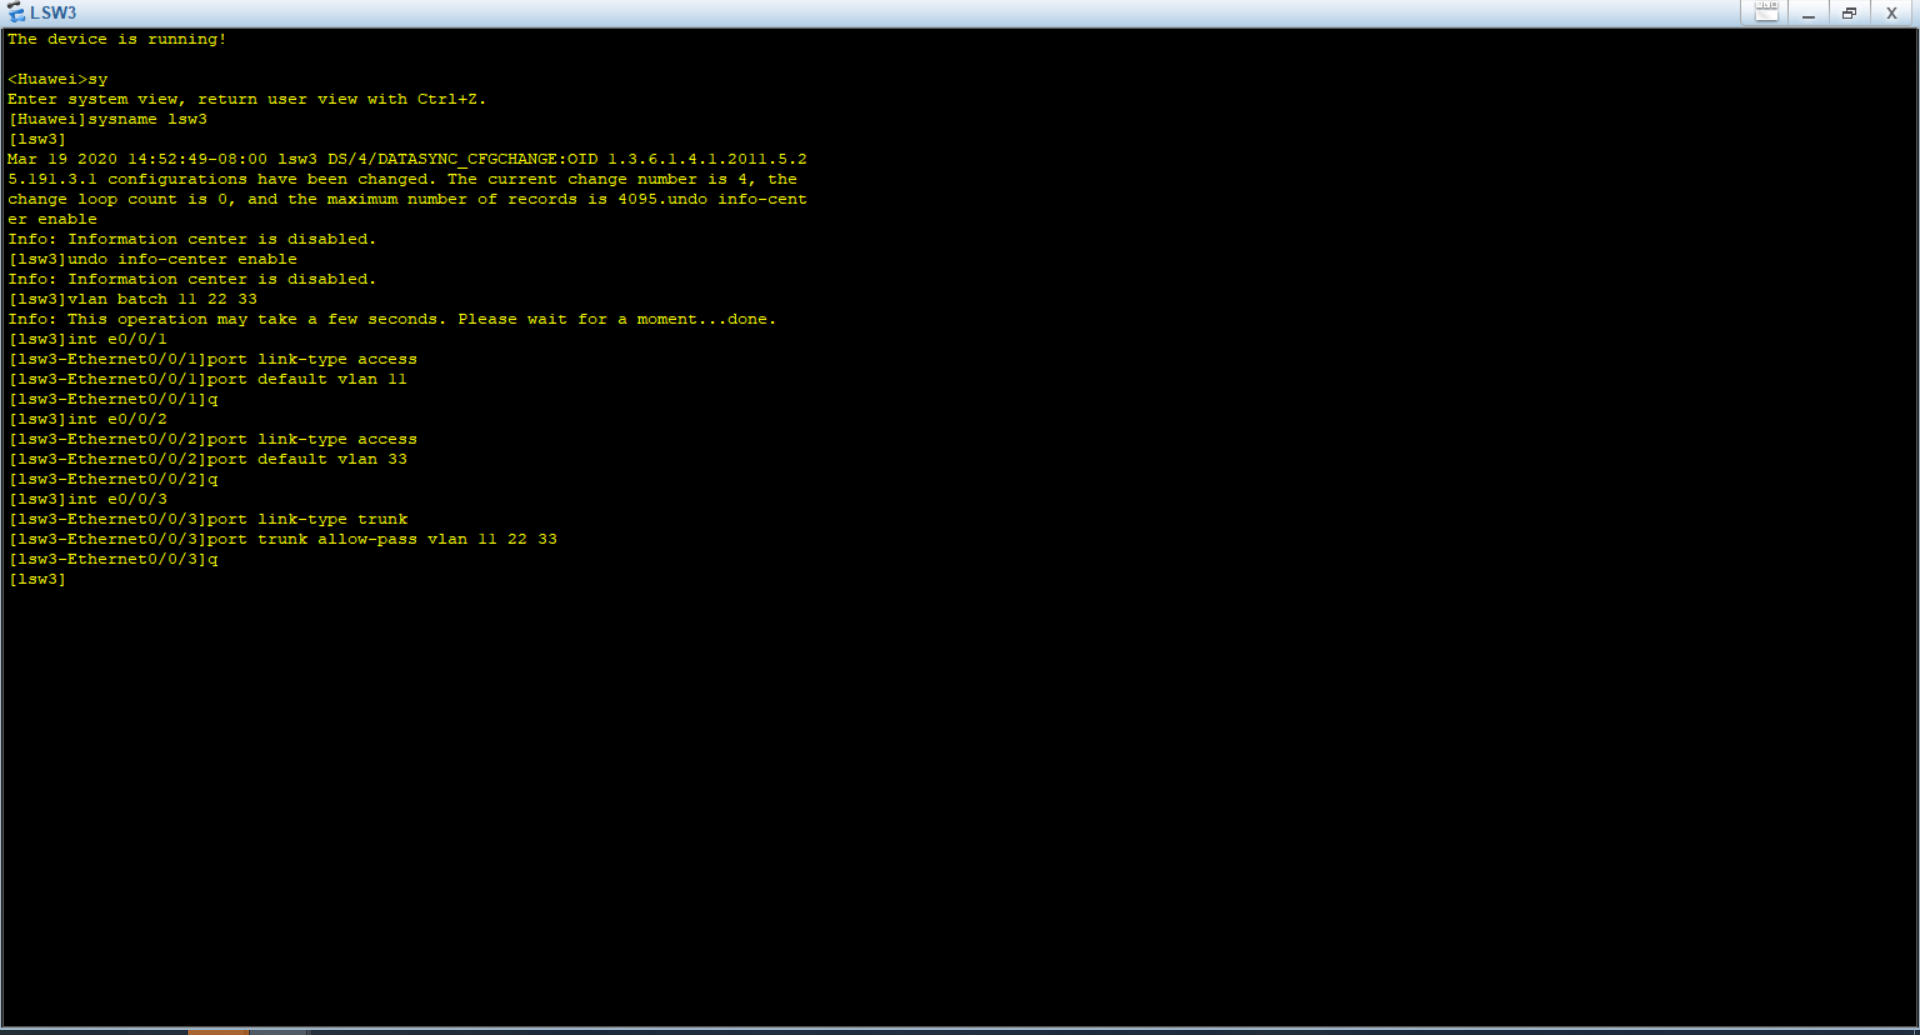 LSW3
The device is running!
<Huawei>sy
Enter system view, return user view with Ctrl+Z.
[Huawei]sysname lsw3
[lsw3]
Mar 19 2020 14:52:49-08:00 lsw3 DS/4/DATASYNC_CFGCHANGE:OID 1.3.6.1.4.1.2011.5.2
5.191.3.1 configurations have been changed. The current change number is 4, the
change loop count is 0, and the maximum number of records is 4095.undo info-cent
er enable
Info: Information center is disabled.
[lsw3]undo info-center enable
Info: Information center is disabled.
[lsw3]vlan batch 11 22 33
Info: This operation may take a few seconds. Please wait for a moment...done.
[lsw3]int e0/0/1
[lsw3-Ethernet0/0/1]port link-type access
[lsw3-Ethernet0/0/1]port default vlan 11
[lsw3-Ethernet0/0/1]q
[lsw3]int e0/0/2
[lsw3-Ethernet0/0/2]port link-type access
[lsw3-Ethernet0/0/2]port default vlan 33
[lsw3-Ethernet0/0/2]q
[lsw3]int e0/0/3
[lsw3-Ethernet0/0/3]port link-type trunk
[lsw3-Ethernet0/0/3]port trunk allow-pass vlan 11 22 33
[lsw3-Ethernet0/0/3]q
[lsw3]